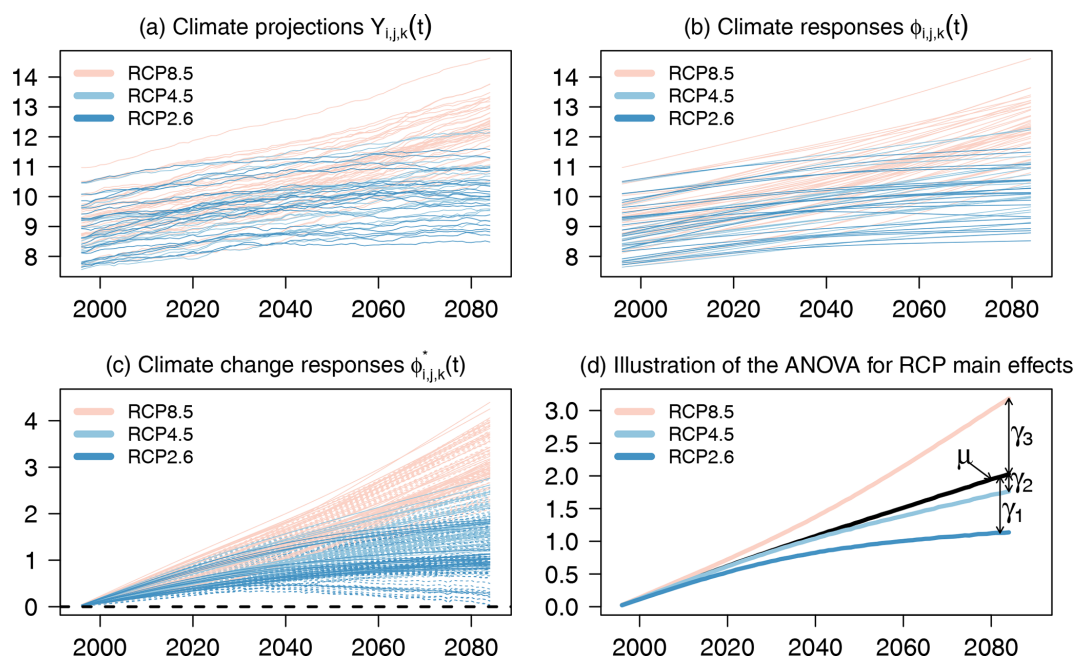 (a) Climate projections Y_{i,j,k}(t)
RCP8.5
RCP4.5
RCP2.6
14
13
12
11
10
9
8
2000 2020 2040 2060 2080
(b) Climate responses ϕ_{i,j,k}(t)
RCP8.5
RCP4.5
RCP2.6
14
13
12
11
10
9
8
2000 2020 2040 2060 2080
(c) Climate change responses ϕ*_{i,j,k}(t)
RCP8.5
RCP4.5
RCP2.6
4
3
2
1
0
2000 2020 2040 2060 2080
(d) Illustration of the ANOVA for RCP main effects
RCP8.5
RCP4.5
RCP2.6
3.0
2.5
2.0
1.5
1.0
0.5
0.0
γ3
μ
γ2
γ1
2000 2020 2040 2060 2080